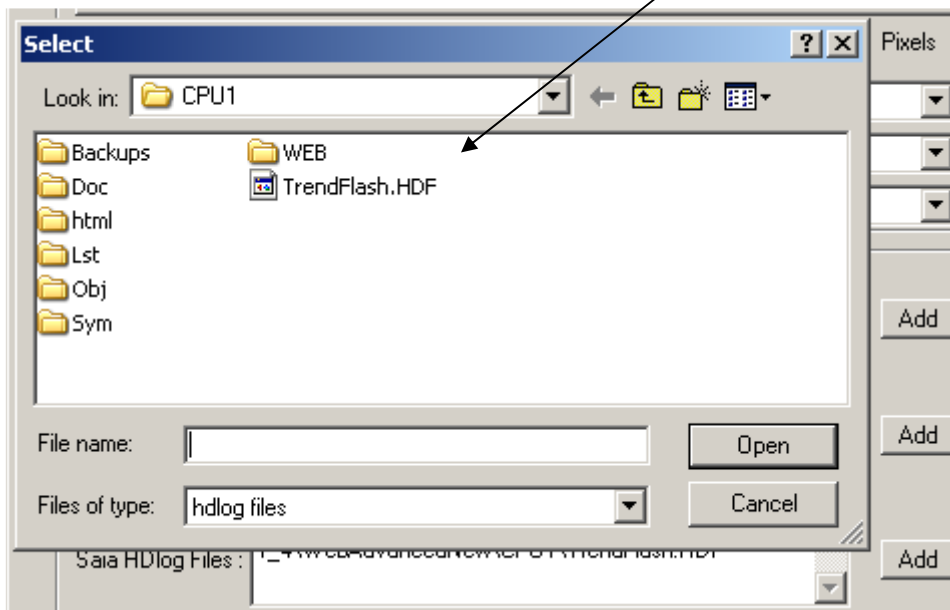 Select
Pixels
Look in: CPU1
Backups
Doc
html
Lst
Obj
Sym
WEB
TrendFlash.HDF
Add
File name:
Open
Add
Files of type: hdlog files
Cancel
Saia HDlog Files :
Add